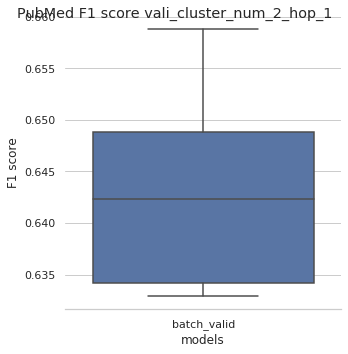 PubMed F1 score vali_cluster_num_2_hop_1
0.660
0.655
0.650
0.645
0.640
0.635
F1 score
batch_valid
models